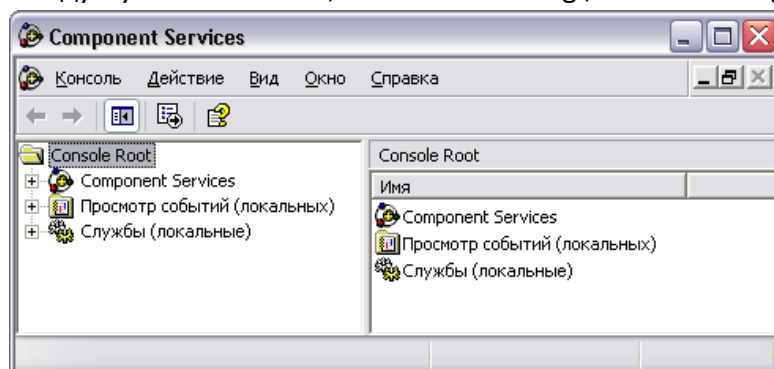 Component Services
Консоль Действие Вид Окно Справка
Console Root
Component Services
Просмотр событий (локальных)
Службы (локальные)
Console Root
Имя
Component Services
Просмотр событий (локальных)
Службы (локальные)